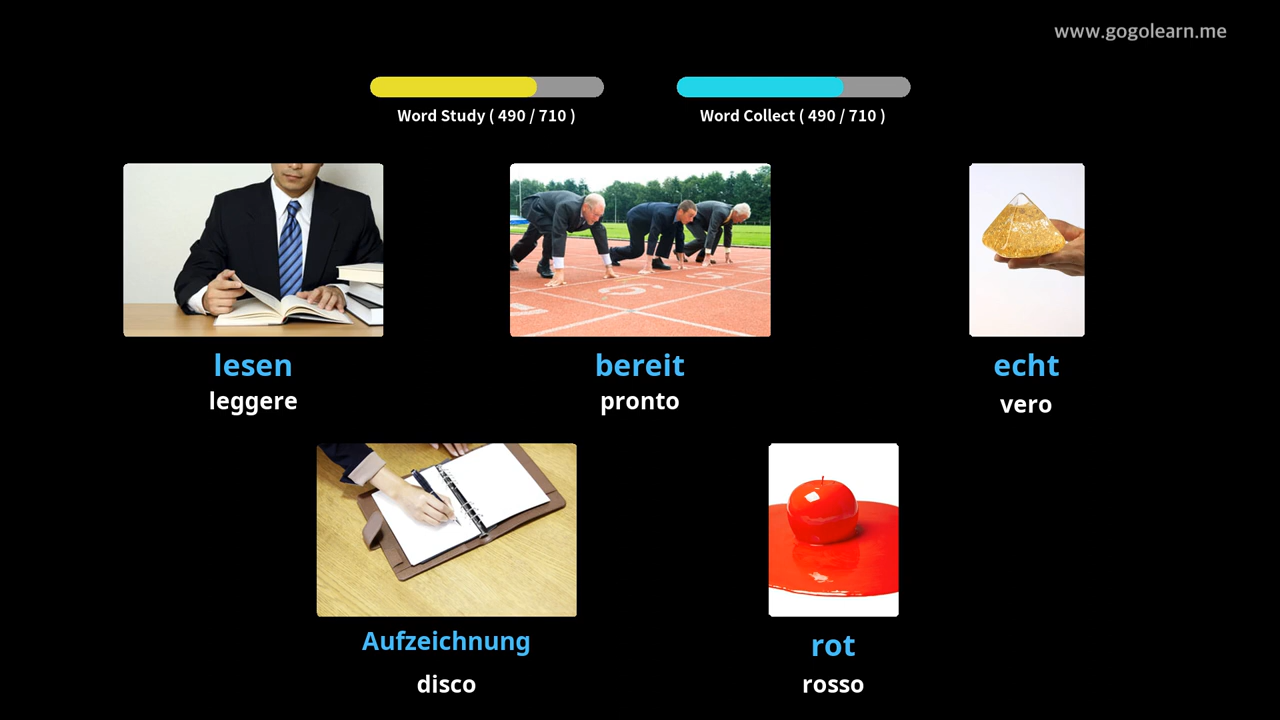 www.gogolearn.me
Word Study ( 490 / 710 )
Word Collect ( 490 / 710 )
lesen
leggere
bereit
pronto
echt
vero
Aufzeichnung
disco
rot
rosso